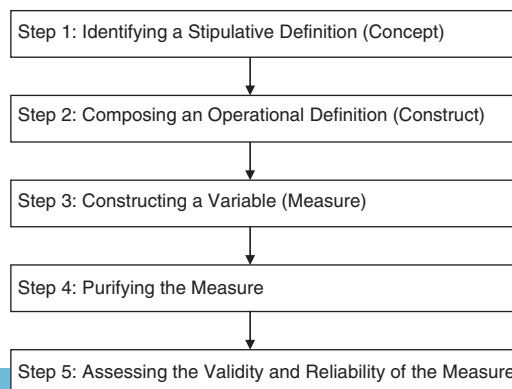 Step 1: Identifying a Stipulative Definition (Concept)
Step 2: Composing an Operational Definition (Construct)
Step 3: Constructing a Variable (Measure)
Step 4: Purifying the Measure
Step 5: Assessing the Validity and Reliability of the Measure